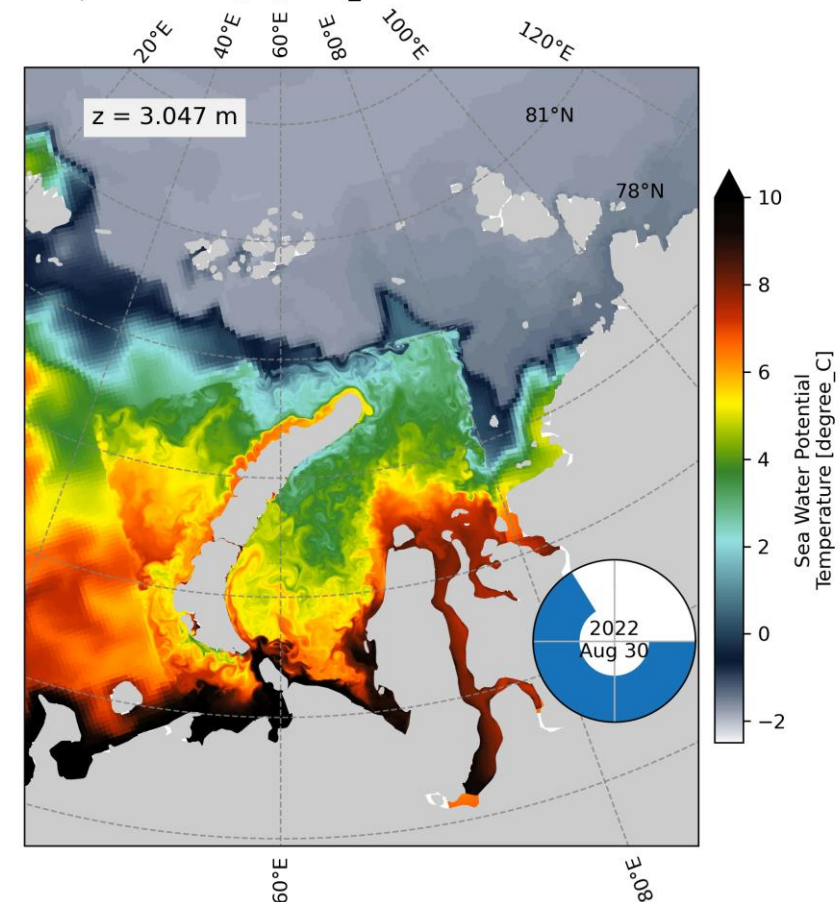 20°E
40°E
60°E
80°E
100°E
120°E
z = 3.047 m
81°N
78°N
10
8
6
4
2
0
−2
Sea Water Potential
Temperature [degree_C]
2022
Aug 30
60°E
80°E